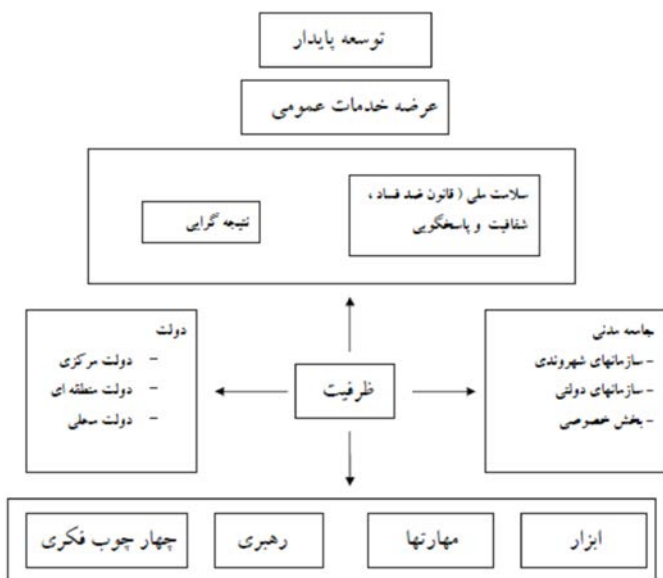 توسعه پایدار
عرضه خدمات عمومی
سلامت ملی ( قانون ضد فساد ،
شفافیت و پاسخگویی
نتیجه گرایی
جامعه مدنی
- سازمانهای شهروندی
- سازمانهای دولتی
- بخش خصوصی
ظرفیت
دولت
- دولت مرکزی
- دولت منطقه ای
- دولت محلی
ابزار
مهارتها
رهبری
چهار چوب فکری